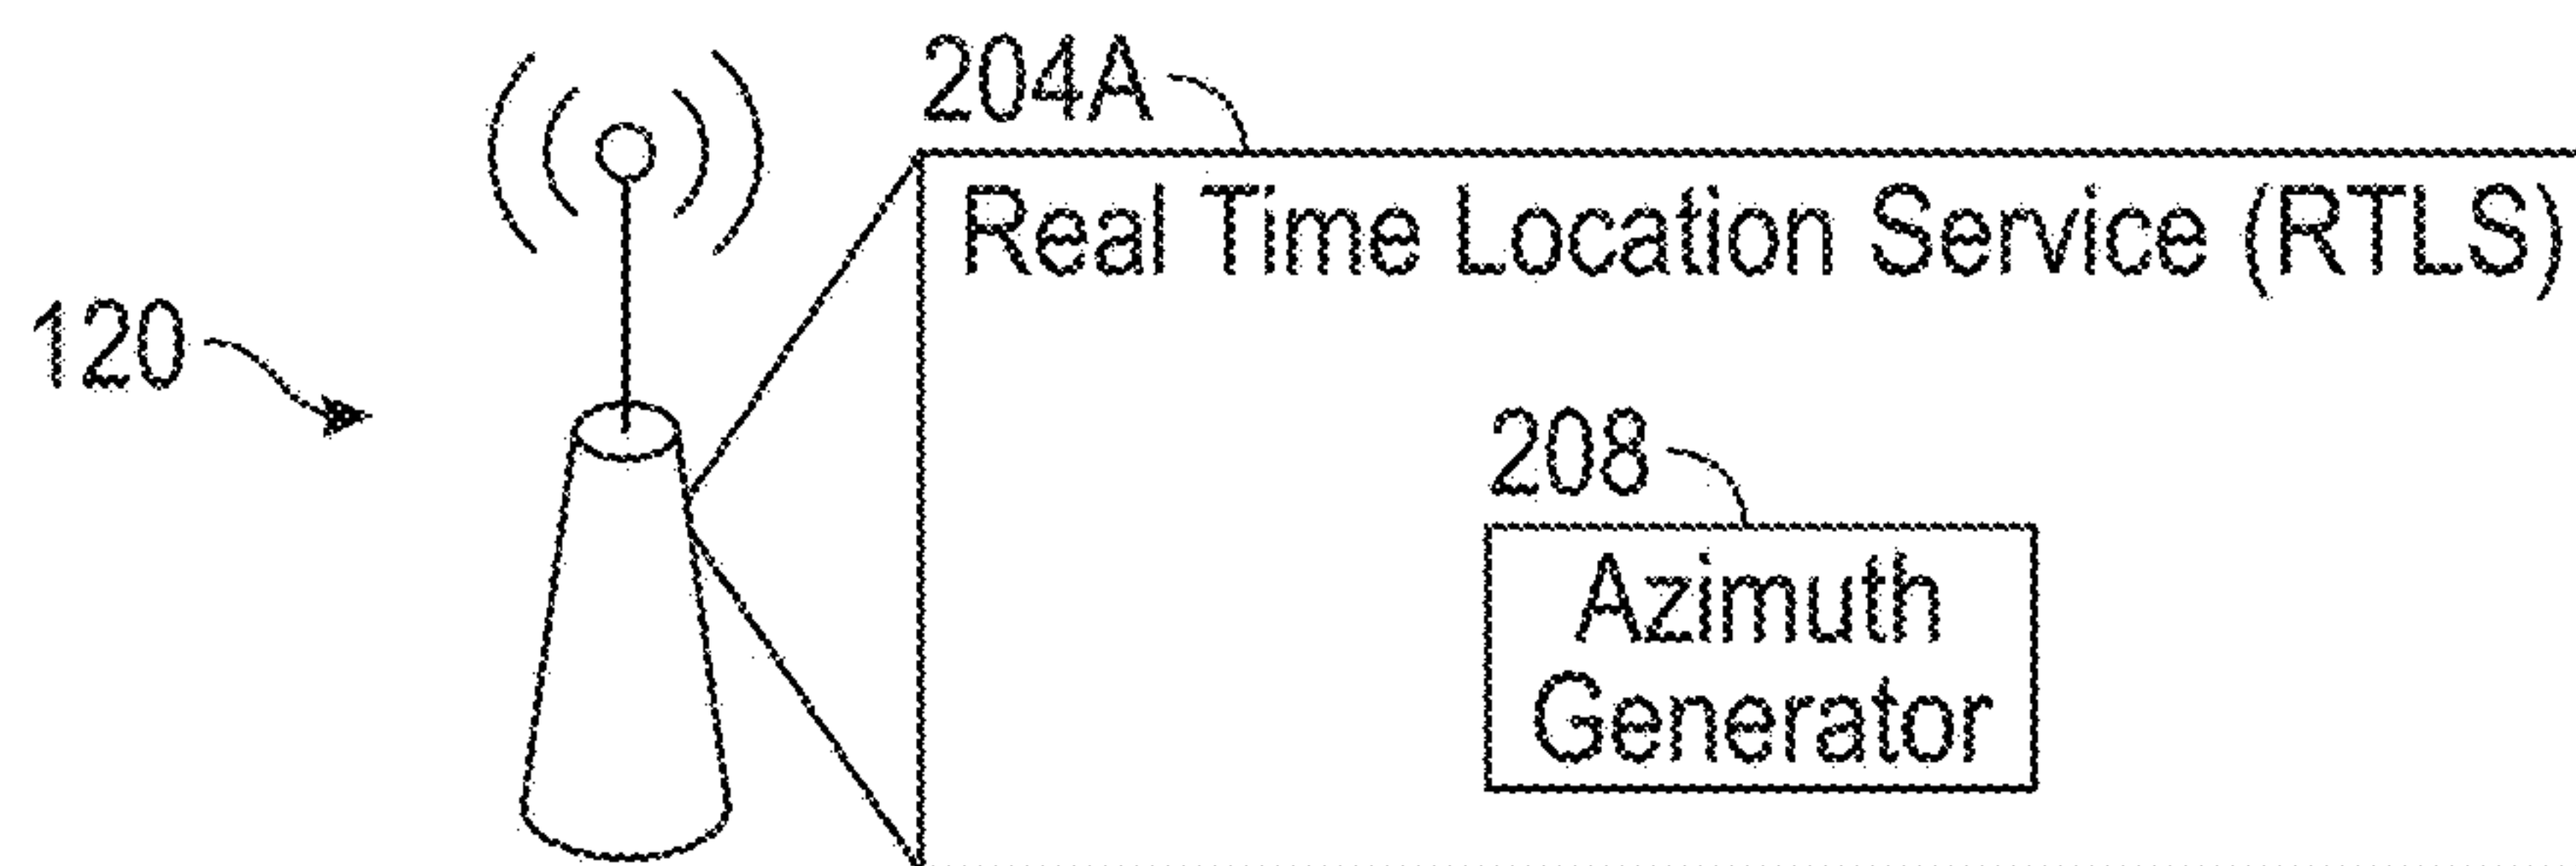 204A
Real Time Location Service (RTLS)
120
208
Azimuth
Generator